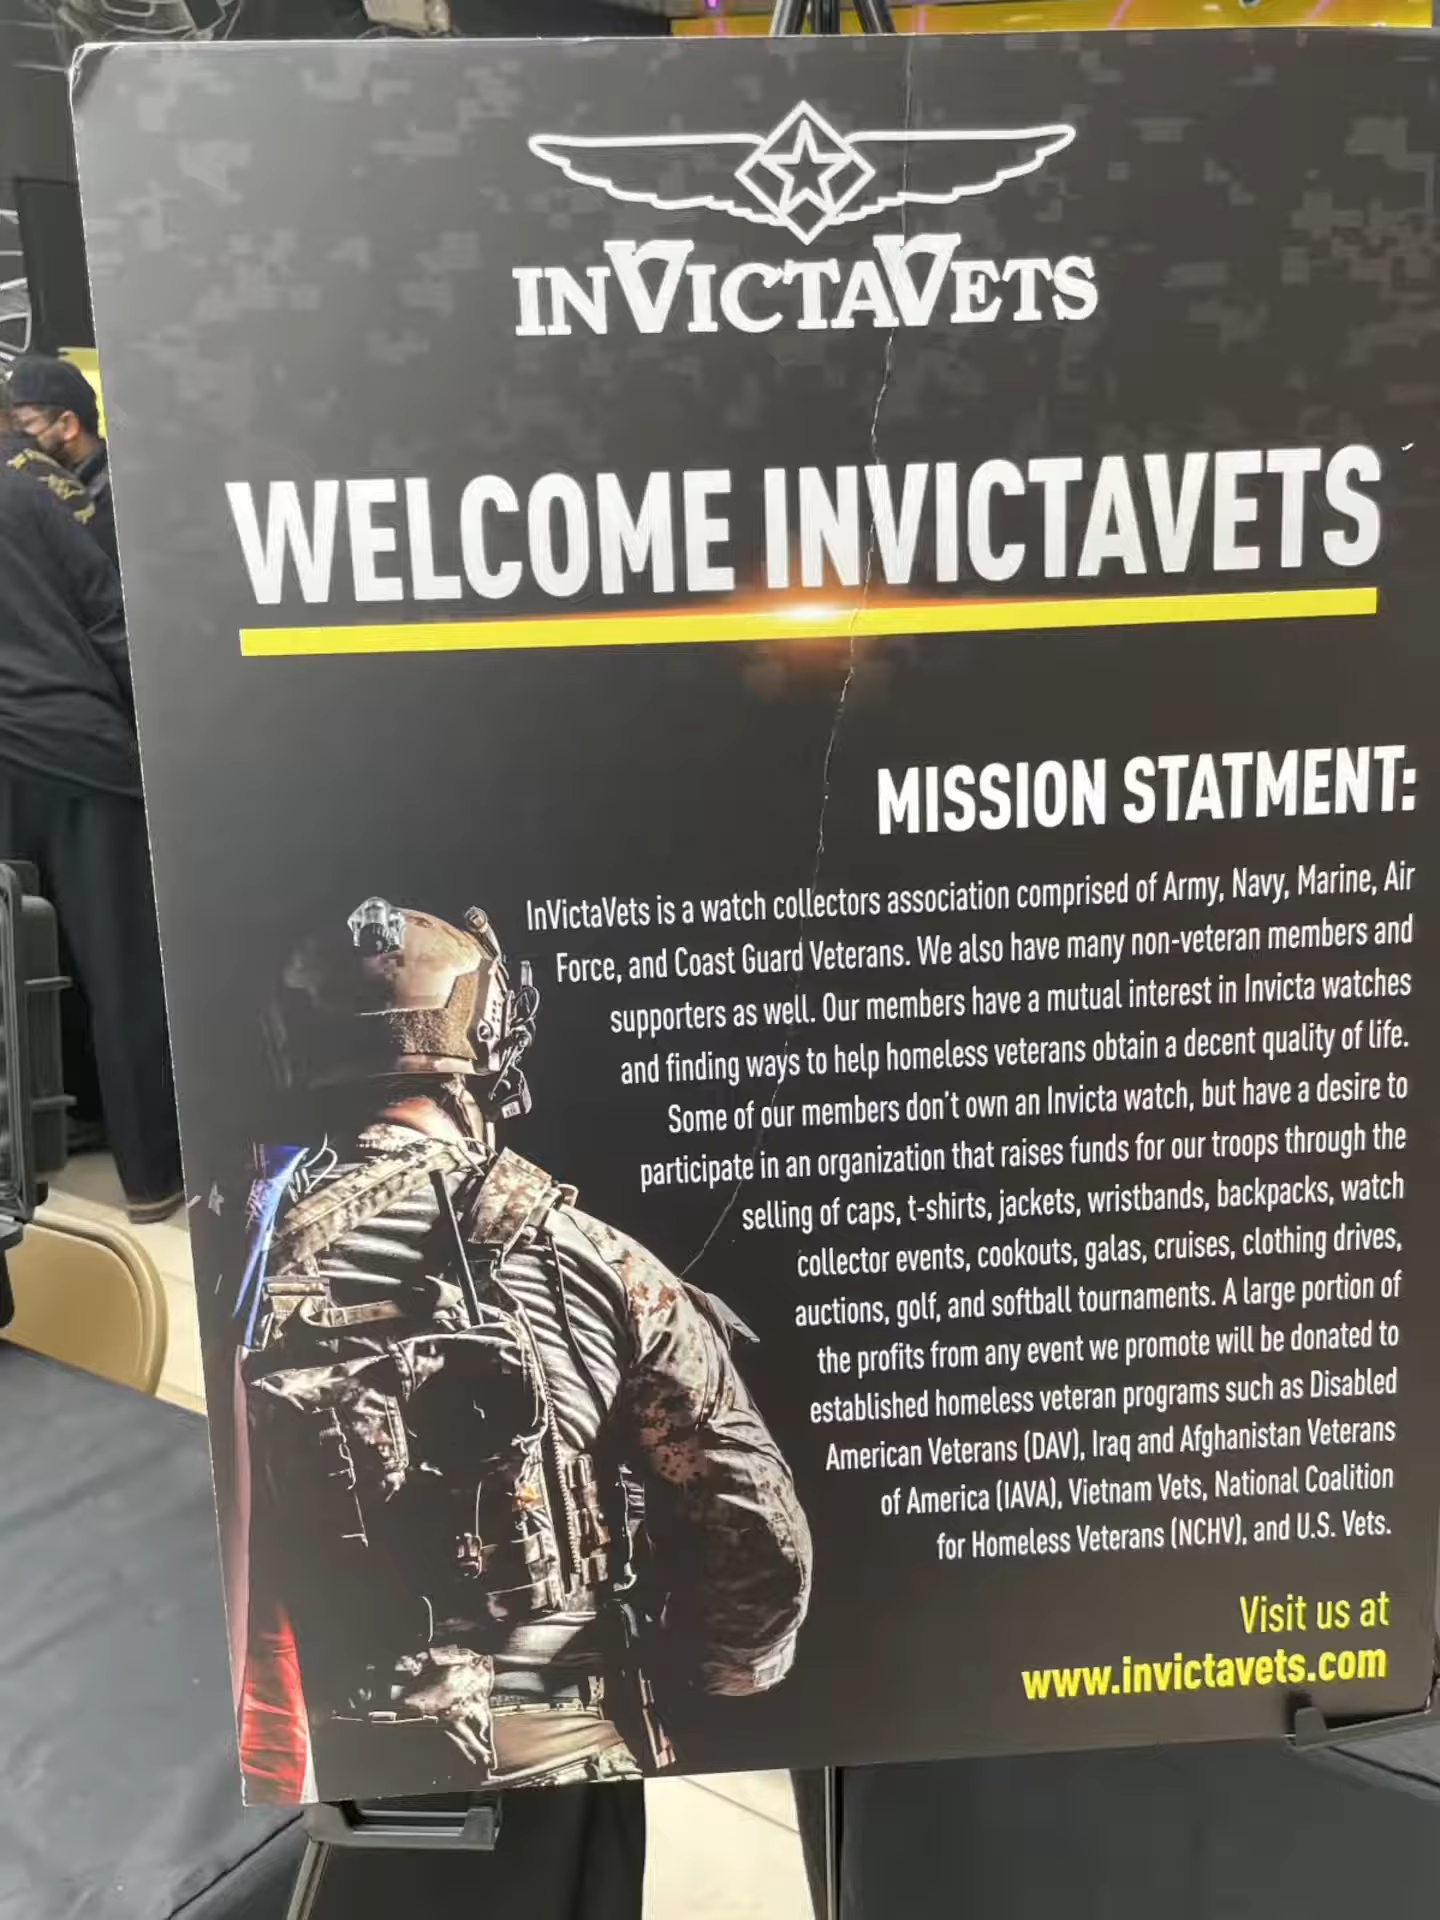 INVICTAVETS
WELCOME INVICTAVETS
MISSION STATMENT:
InVictaVets is a watch collectors association comprised of Army, Navy, Marine, Air
Force, and Coast Guard Veterans. We also have many non-veteran members and
supporters as well. Our members have a mutual interest in Invicta watches
and finding ways to help homeless veterans obtain a decent quality of life.
Some of our members don't own an Invicta watch, but have a desire to
participate in an organization that raises funds for our troops through the
selling of caps, t-shirts, jackets, wristbands, backpacks, watch
collector events, cookouts, galas, cruises, clothing drives,
auctions, golf, and softball tournaments. A large portion of
the profits from any event we promote will be donated to
established homeless veteran programs such as Disabled
American Veterans (DAV), Iraq and Afghanistan Veterans
of America (IAVA), Vietnam Vets, National Coalition
for Homeless Veterans (NCHV), and U.S. Vets.
Visit us at
www.invictavets.com